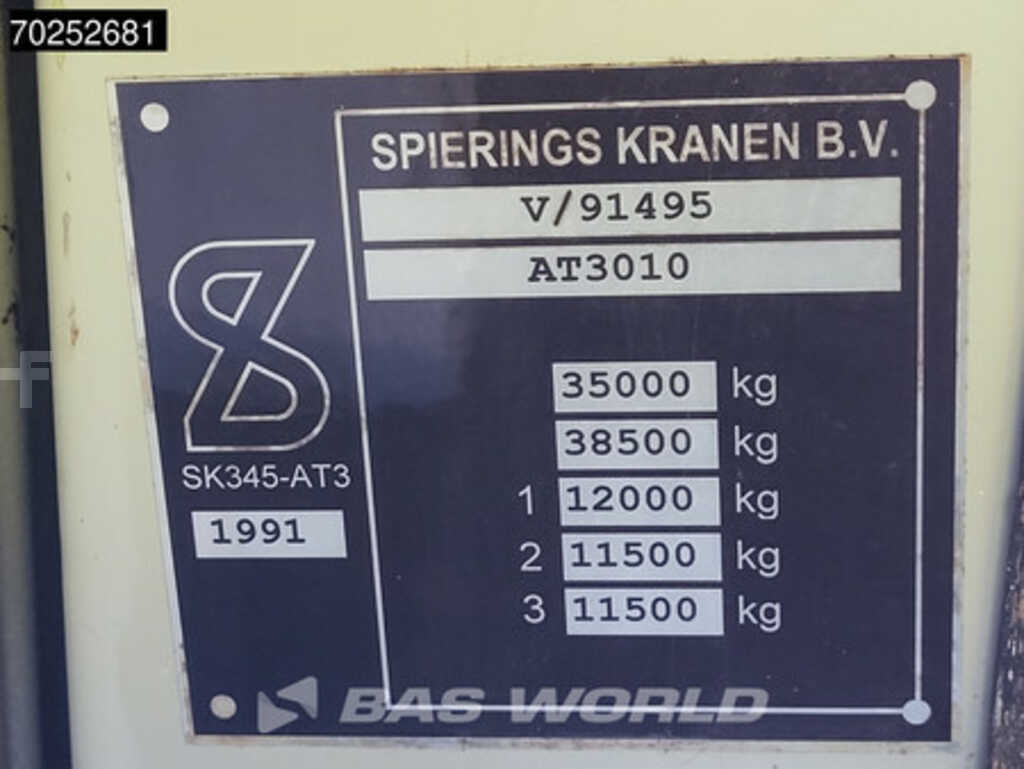 70252681
SPIERINGS KRANEN B.V.
V/91495
AT3010
SK345-AT3
1991
35000 kg
38500 kg
1 12000 kg
2 11500 kg
3 11500 kg
BAS WORLD